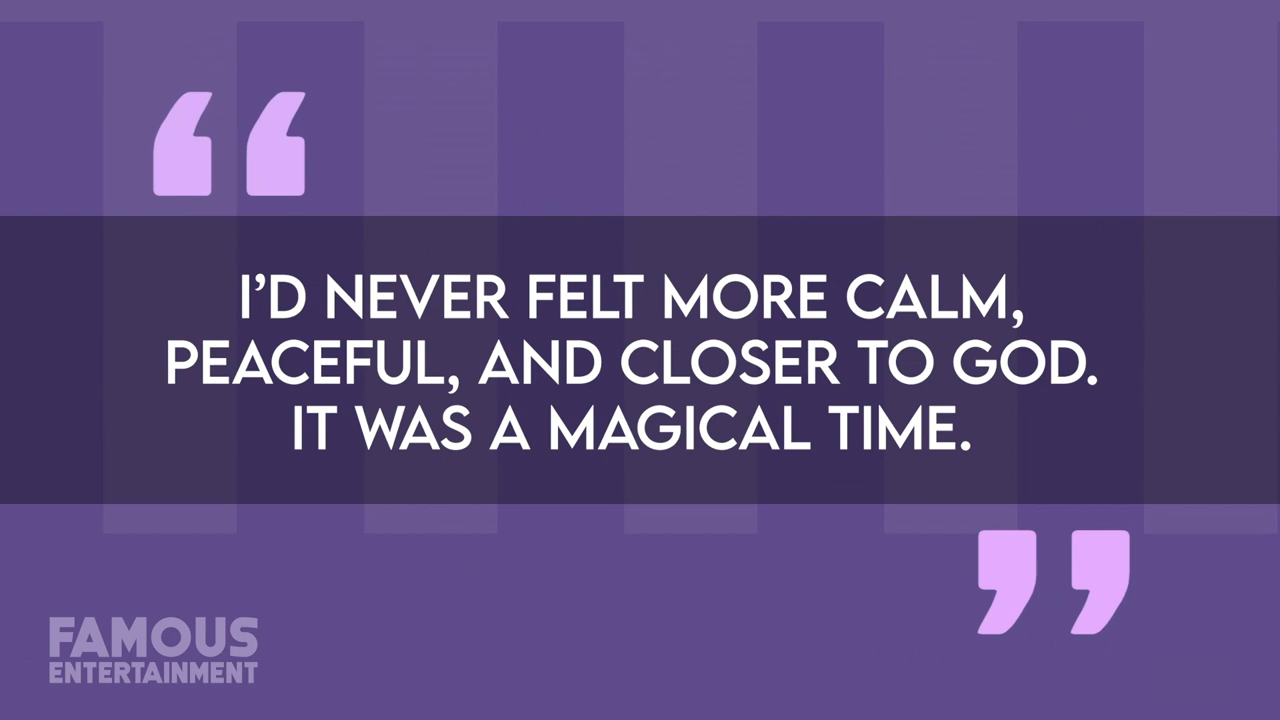 “
I’D NEVER FELT MORE CALM,
PEACEFUL, AND CLOSER TO GOD.
IT WAS A MAGICAL TIME.
”
FAMOUS
ENTERTAINMENT